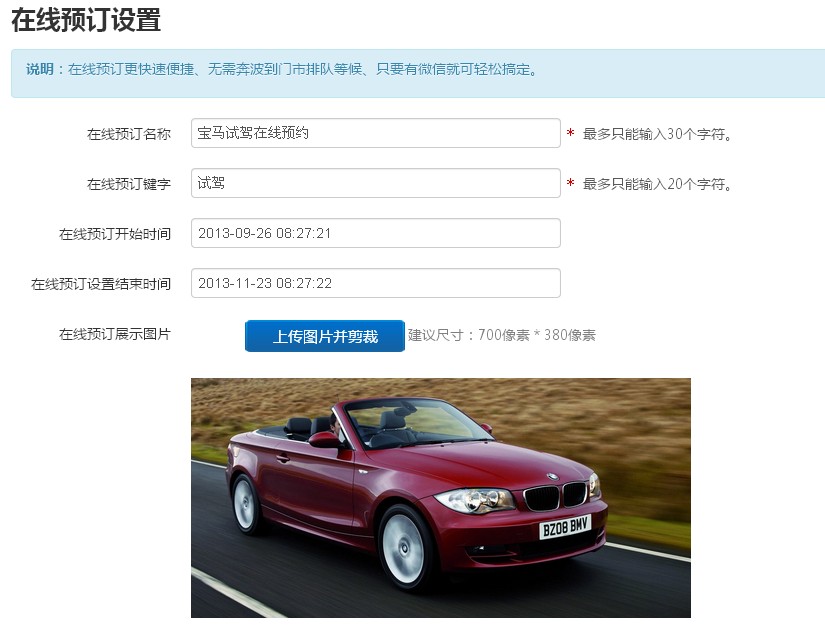 在线预订设置
说明：在线预订更快速便捷、无需奔波到门市排队等候、只要有微信就可轻松搞定。
在线预订名称 宝马试驾在线预约 * 最多只能输入30个字符。
在线预订键字 试驾 * 最多只能输入20个字符。
在线预订开始时间 2013-09-26 08:27:21
在线预订设置结束时间 2013-11-23 08:27:22
在线预订展示图片 上传图片并剪裁 建议尺寸：700像素 * 380像素
BZ08 BMV